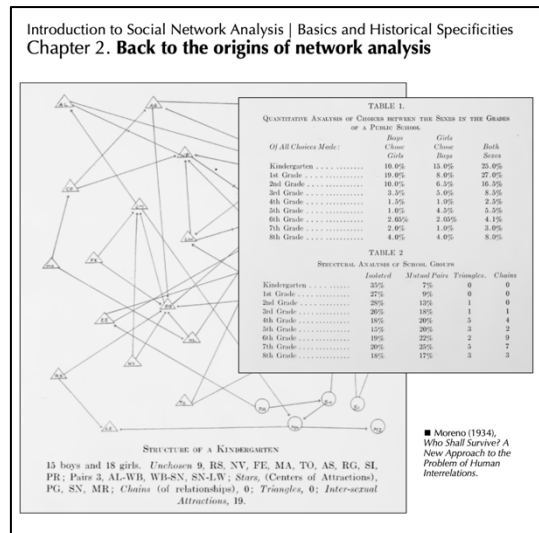 Introduction to Social Network Analysis | Basics and Historical Specificities
Chapter 2. Back to the origins of network analysis
TABLE 1.
QUANTITATIVE ANALYSIS OF CHOICES BETWEEN THE SEXES IN THE GRADES
OF A PUBLIC SCHOOL
Boys Girls
Of All Choices Made: Chose Chose Both
Girls Boys Sexes
Kindergarten . . . . . . . . . . . . . 10.0% 15.0% 25.0%
1st Grade . . . . . . . . . . . . . . . 19.0% 8.0% 27.0%
2nd Grade . . . . . . . . . . . . . . . 10.0% 6.5% 16.5%
3rd Grade . . . . . . . . . . . . . . . 3.5% 5.0% 8.5%
4th Grade . . . . . . . . . . . . . . . 1.5% 1.0% 2.5%
5th Grade . . . . . . . . . . . . . . . 1.0% 4.5% 5.5%
6th Grade . . . . . . . . . . . . . . . 2.05% 2.05% 4.1%
7th Grade . . . . . . . . . . . . . . . 2.0% 1.0% 3.0%
8th Grade . . . . . . . . . . . . . . . 4.0% 4.0% 8.0%
TABLE 2
STRUCTURAL ANALYSIS OF SCHOOL GROUPS
Isolated Mutual Pairs Triangles. Chains
Kindergarten . . . . . . . . . . . . . 35% 7% 0 0
1st Grade . . . . . . . . . . . . . . . 27% 9% 0 0
2nd Grade . . . . . . . . . . . . . . . 28% 13% 1 0
3rd Grade . . . . . . . . . . . . . . . 26% 18% 1 1
4th Grade . . . . . . . . . . . . . . . 18% 20% 5 4
5th Grade . . . . . . . . . . . . . . . 15% 20% 3 2
6th Grade . . . . . . . . . . . . . . . 19% 22% 2 9
7th Grade . . . . . . . . . . . . . . . 20% 25% 5 7
8th Grade . . . . . . . . . . . . . . . 18% 17% 3 3
STRUCTURE OF A KINDERGARTEN
15 boys and 18 girls. Unchosen 9, RS, NV, FE, MA, TO, AS, RG, SI,
PR; Pairs 3, AL-WB, WB-SN, SN-LW; Stars, (Centers of Attractions),
PG, SN, MR; Chains (of relationships), 0; Triangles, 0; Inter-sexual
Attractions, 19.
■ Moreno (1934),
Who Shall Survive? A
New Approach to the
Problem of Human
Interrelations.